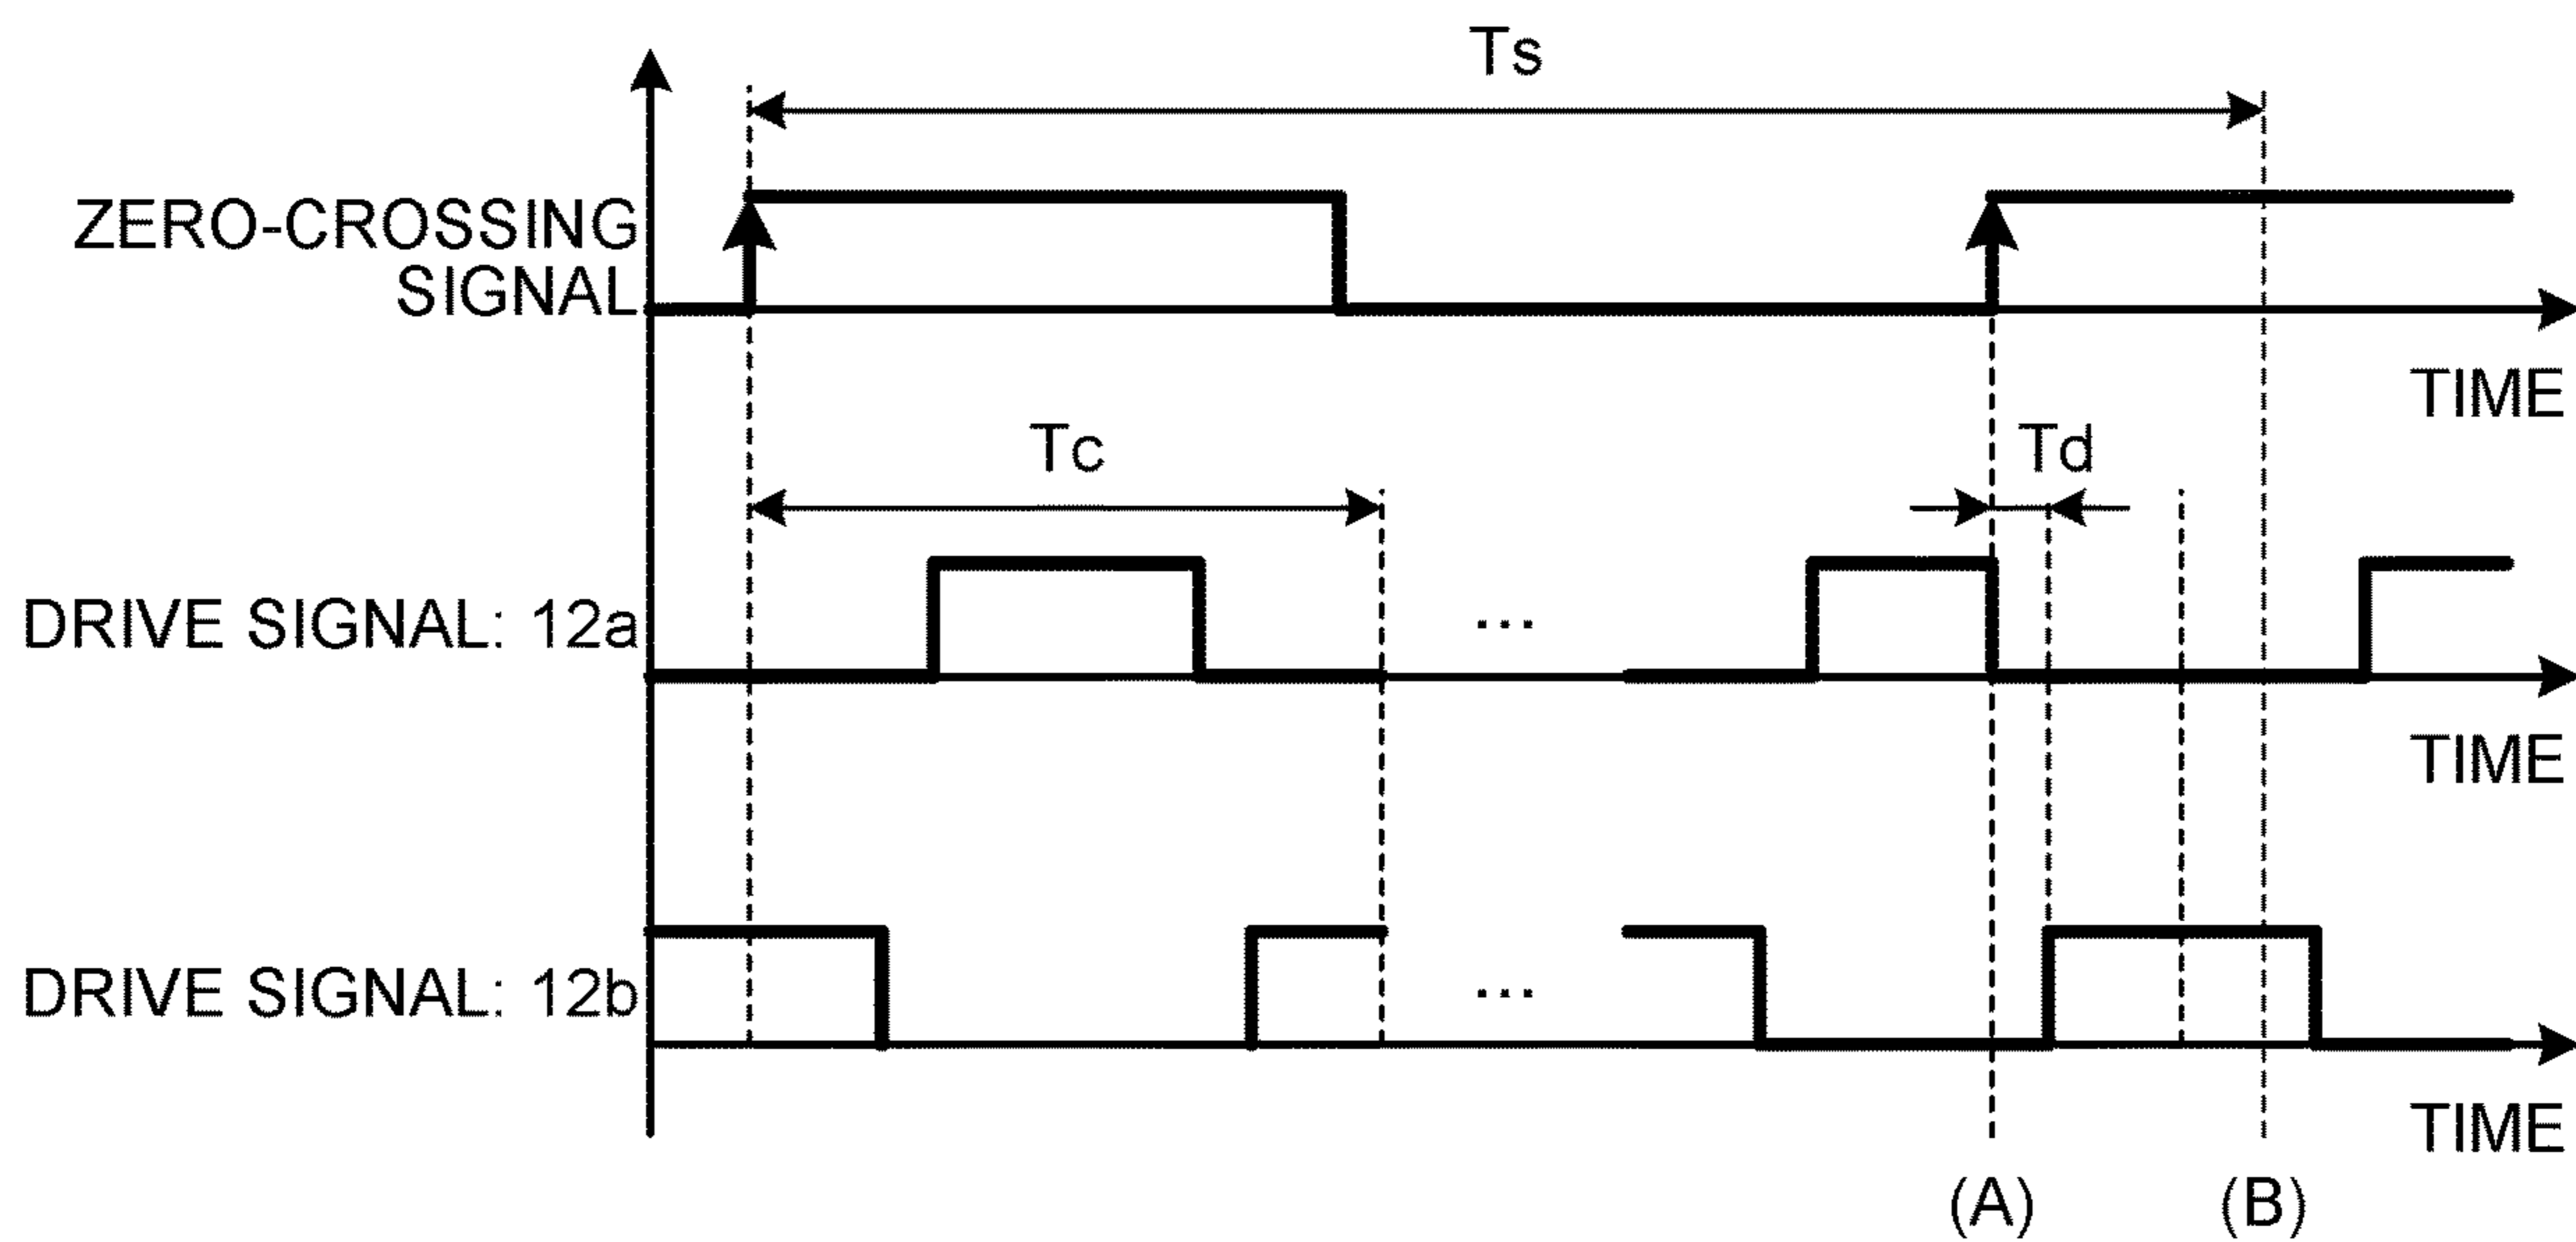 Ts
ZERO-CROSSING
SIGNAL
TIME
Tc
Td
DRIVE SIGNAL: 12a
...
TIME
DRIVE SIGNAL: 12b
...
TIME
(A)
(B)